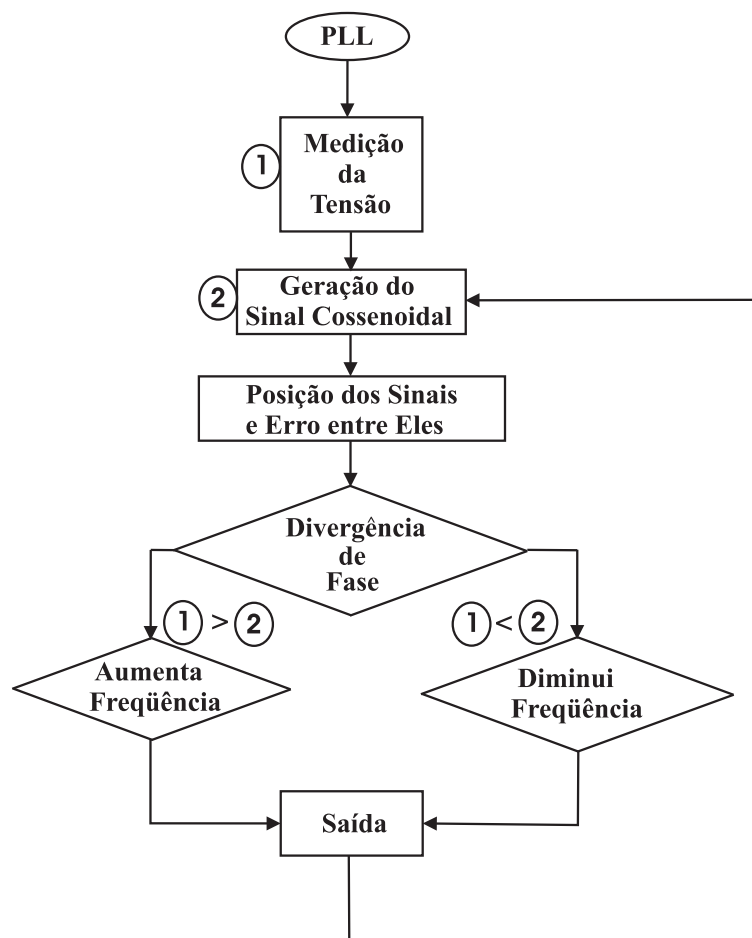 PLL
1
Medição
da
Tensão
2
Geração do
Sinal Cossenoidal
Posição dos Sinais
e Erro entre Eles
Divergência
de
Fase
1 > 2
1 < 2
Aumenta
Freqüência
Diminui
Freqüência
Saída